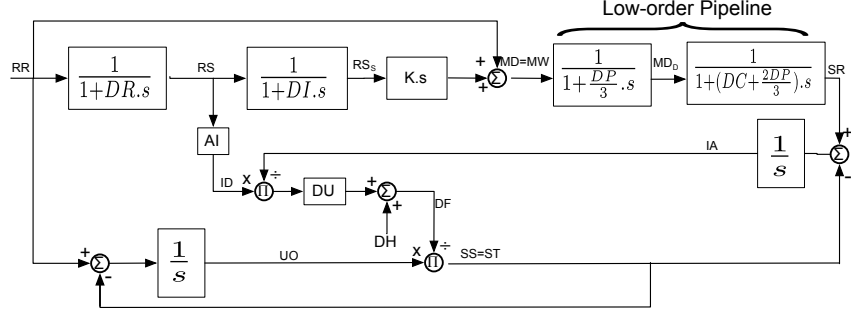 Low-order Pipeline
RR
1/(1+DR.s)
RS
1/(1+DI.s)
RSs
K.s
+
+
Σ
MD=MW
1/(1+DP/3.s)
MD_D
1/(1+(DC+2DP/3).s)
SR
AI
IA
1/s
+
Σ
-
ID
x
÷
Π
DU
+
Σ
+
DF
DH
+
Σ
-
1/s
UO
x
÷
Π
SS=ST